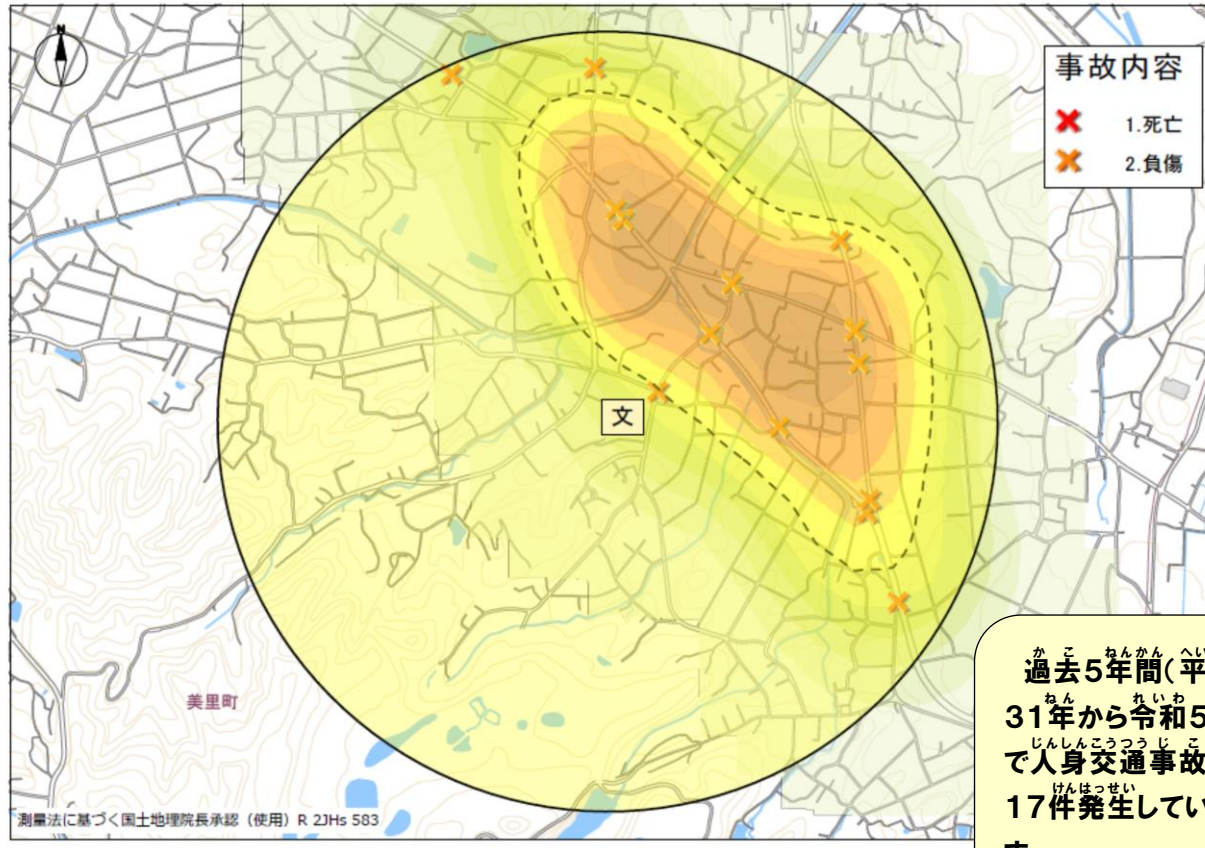 N
事故内容
1.死亡
2.負傷
文
美里町
測量法に基づく国土地理院長承認（使用）R 2JHs 583
過去5年間(平
31年から令和5
で人身交通事故
17件発生してい